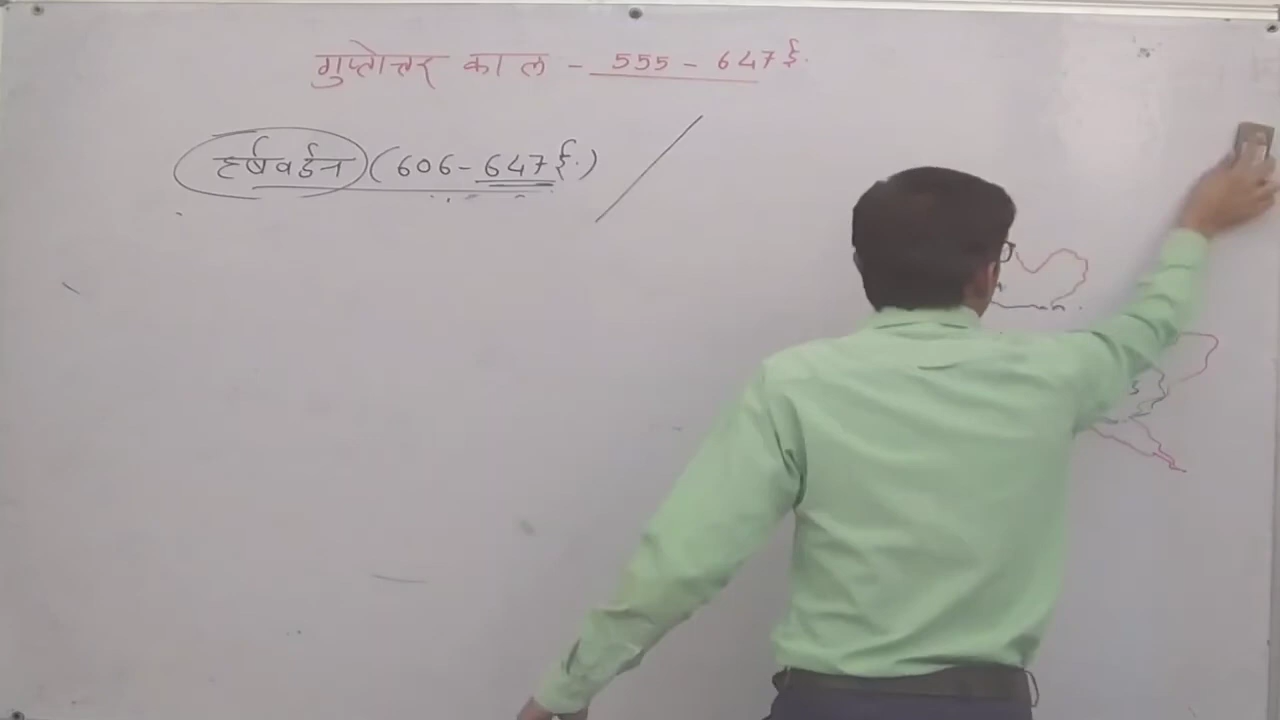 गुप्तोत्तर काल - 555 - 647 ई.
हर्षवर्द्धन (606 - 647 ई.)